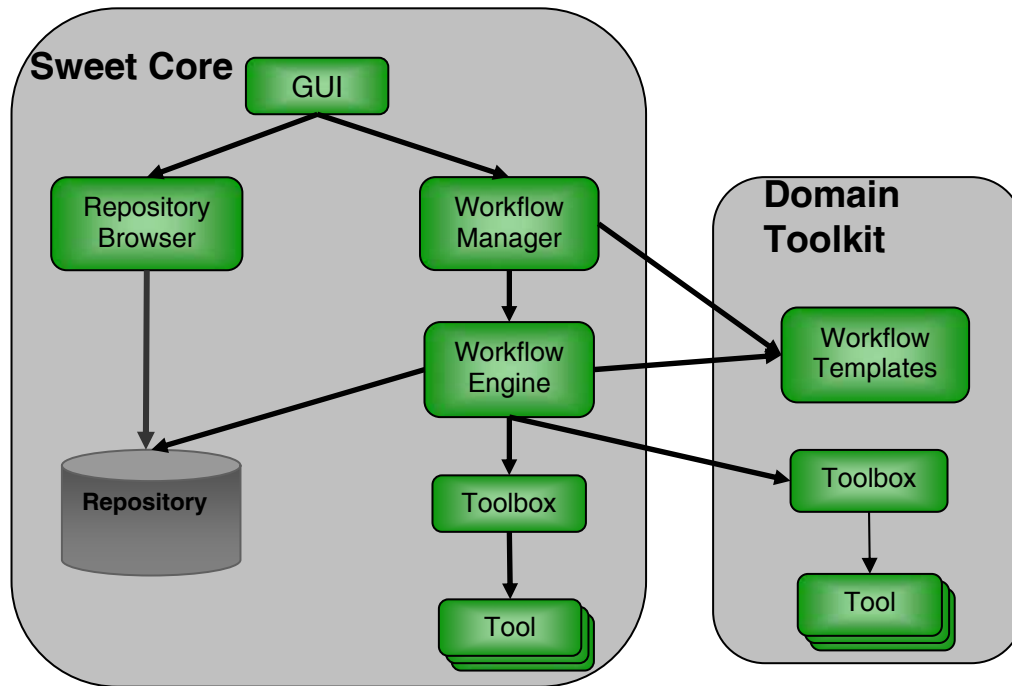 Sweet Core
GUI
Repository
Browser
Workflow
Manager
Domain
Toolkit
Workflow
Engine
Workflow
Templates
Repository
Toolbox
Toolbox
Tool
Tool